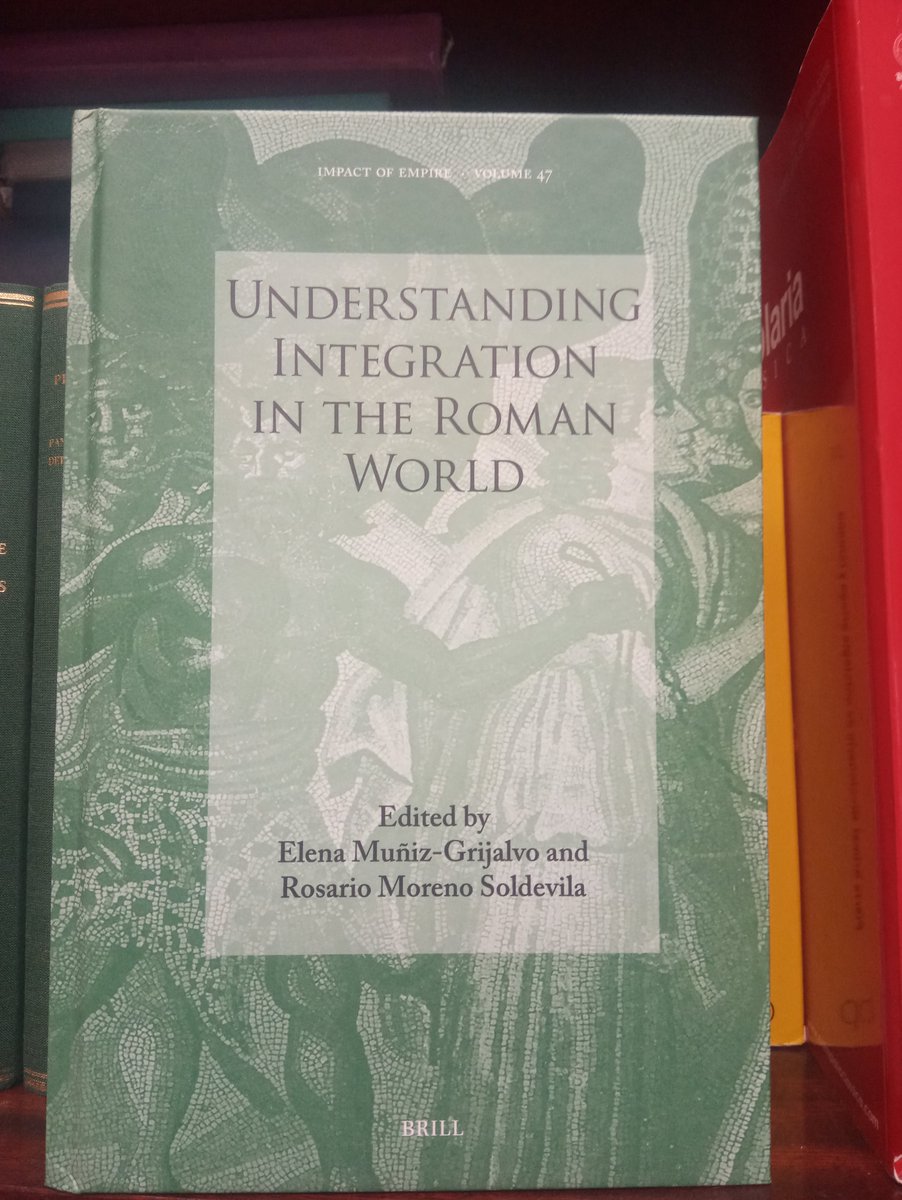 IMPACT OF EMPIRE · VOLUME 47
UNDERSTANDING
INTEGRATION
IN THE ROMAN
WORLD
Edited by
Elena Muñiz-Grijalvo and
Rosario Moreno Soldevila
BRILL
laria